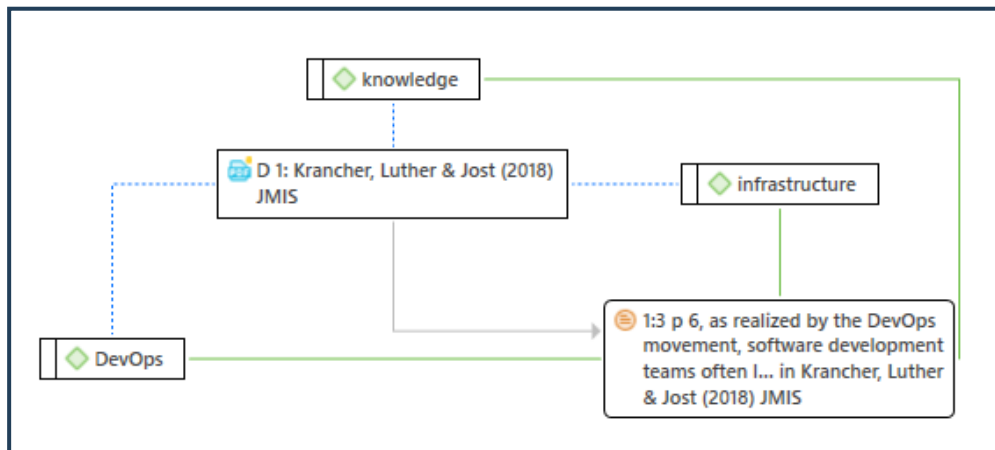 knowledge
D 1: Krancher, Luther & Jost (2018)
JMIS
infrastructure
1:3 p 6, as realized by the DevOps
movement, software development
teams often l... in Krancher, Luther
& Jost (2018) JMIS
DevOps